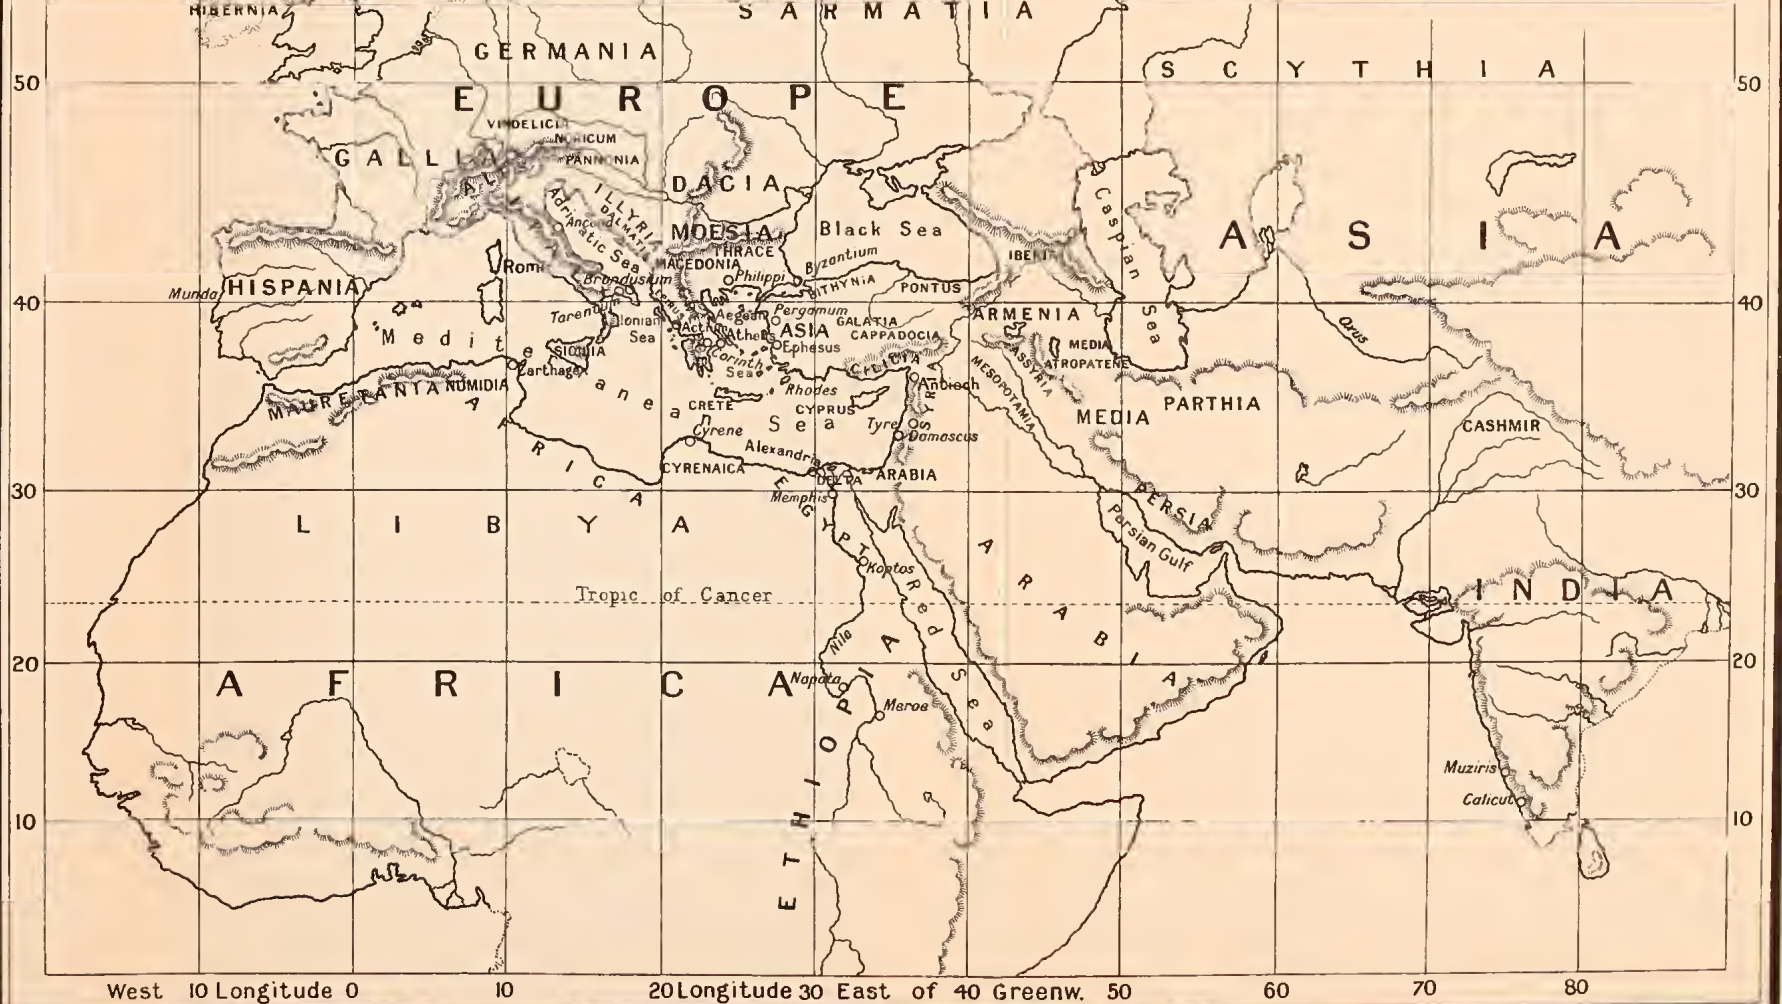 HIBERNIA
SARMATIA
GERMANIA
SCYTHIA
50
50
EUROPE
VINDELICIA
NORICUM
PANNONIA
GALLIA
ALPS
DACIA
ILLYRIA
DALMATIA
Adriatic Sea
Ancona
MOESIA
Black Sea
Caspian Sea
ASIA
THRACE
MACEDONIA
Byzantium
IBERIA
Rome
Brundusium
Philippi
BITHYNIA
PONTUS
Munda
HISPANIA
40
40
Tarentum
Ionian
Sea
EPIRUS
Aegean
Sea
Pergamum
ASIA
GALATIA
CAPPADOCIA
ARMENIA
Oxus
Actium
Athens
Ephesus
Corinth
MEDIA
ATROPATENE
Mediterranean Sea
SICILIA
Carthage
CILICIA
ASSYRIA
MESOPOTAMIA
MAURETANIA
NUMIDIA
AFRICA
Rhodes
Antioch
SYRIA
CRETE
CYPRUS
MEDIA
PARTHIA
Cyrene
Tyre
Damascus
CASHMIR
Alexandria
CYRENAICA
DELTA
ARABIA
30
30
Memphis
EGYPT
PERSIA
LIBYA
Persian Gulf
Koptos
ARABIA
Red Sea
INDIA
Tropic of Cancer
Nile
20
20
AFRICA
Napata
Meroe
ETHIOPIA
Muziris
Calicut
10
10
West 10 Longitude 0 10 20 Longitude 30 East of 40 Greenw. 50 60 70 80